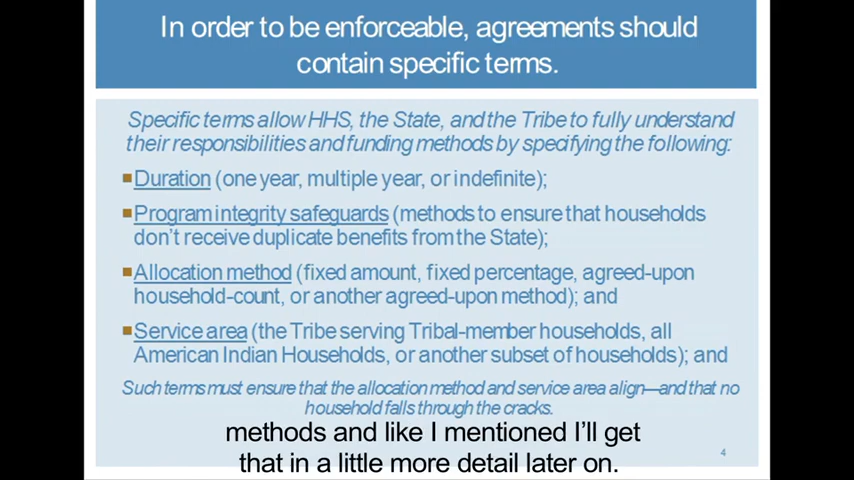 In order to be enforceable, agreements should
contain specific terms.
Specific terms allow HHS, the State, and the Tribe to fully understand
their responsibilities and funding methods by specifying the following:
Duration (one year, multiple year, or indefinite);
Program integrity safeguards (methods to ensure that households
don't receive duplicate benefits from the State);
Allocation method (fixed amount, fixed percentage, agreed-upon
household-count, or another agreed-upon method); and
Service area (the Tribe serving Tribal-member households, all
American Indian Households, or another subset of households); and
Such terms must ensure that the allocation method and service area align—and that no
household falls through the cracks.
methods and like I mentioned I'll get
that in a little more detail later on.
4